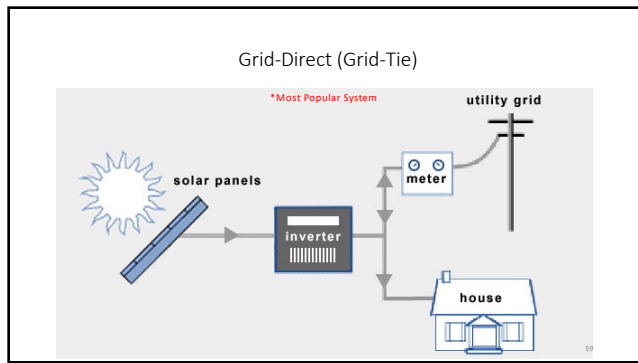 Grid-Direct (Grid-Tie)
*Most Popular System
utility grid
solar panels
meter
inverter
house
59